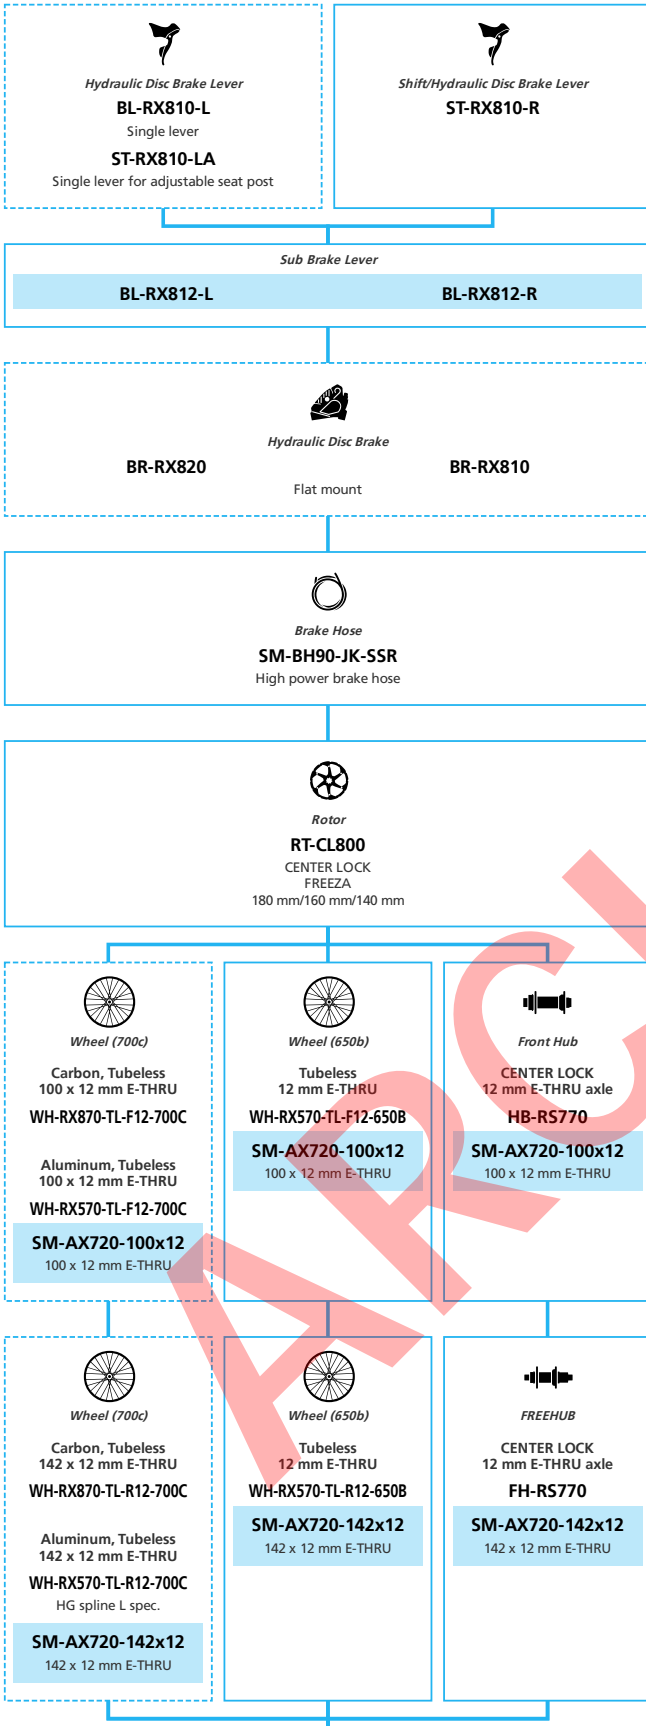 Hydraulic Disc Brake Lever
BL-RX810-L
Single lever
ST-RX810-LA
Single lever for adjustable seat post
Shift/Hydraulic Disc Brake Lever
ST-RX810-R
Sub Brake Lever
BL-RX812-L
BL-RX812-R
Hydraulic Disc Brake
BR-RX820
BR-RX810
Flat mount
Brake Hose
SM-BH90-JK-SSR
High power brake hose
Rotor
RT-CL800
CENTER LOCK
FREEZA
180 mm/160 mm/140 mm
Wheel (700c)
Carbon, Tubeless
100 x 12 mm E-THRU
WH-RX870-TL-F12-700C
Aluminum, Tubeless
100 x 12 mm E-THRU
WH-RX570-TL-F12-700C
SM-AX720-100x12
100 x 12 mm E-THRU
Wheel (650b)
Tubeless
12 mm E-THRU
WH-RX570-TL-F12-650B
SM-AX720-100x12
100 x 12 mm E-THRU
Front Hub
CENTER LOCK
12 mm E-THRU axle
HB-RS770
SM-AX720-100x12
100 x 12 mm E-THRU
Wheel (700c)
Carbon, Tubeless
142 x 12 mm E-THRU
WH-RX870-TL-R12-700C
Aluminum, Tubeless
142 x 12 mm E-THRU
WH-RX570-TL-R12-700C
HG spline L spec.
SM-AX720-142x12
142 x 12 mm E-THRU
Wheel (650b)
Tubeless
12 mm E-THRU
WH-RX570-TL-R12-650B
SM-AX720-142x12
142 x 12 mm E-THRU
FREEHUB
CENTER LOCK
12 mm E-THRU axle
FH-RS770
SM-AX720-142x12
142 x 12 mm E-THRU